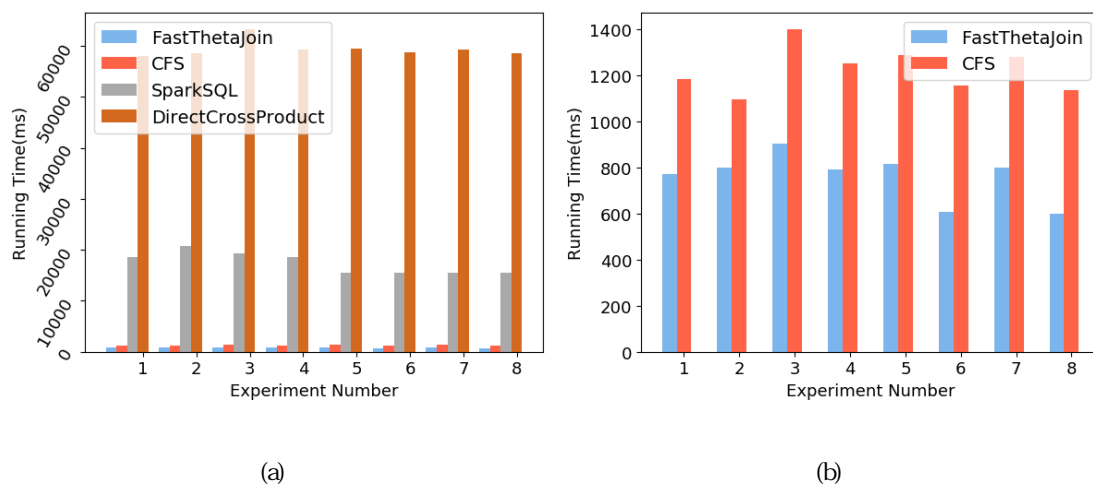 FastThetaJoin
CFS
SparkSQL
DirectCrossProduct
Running Time(ms)
60000
50000
40000
30000
20000
10000
0
1 2 3 4 5 6 7 8
Experiment Number
(a)
FastThetaJoin
CFS
Running Time(ms)
1400
1200
1000
800
600
400
200
0
1 2 3 4 5 6 7 8
Experiment Number
(b)